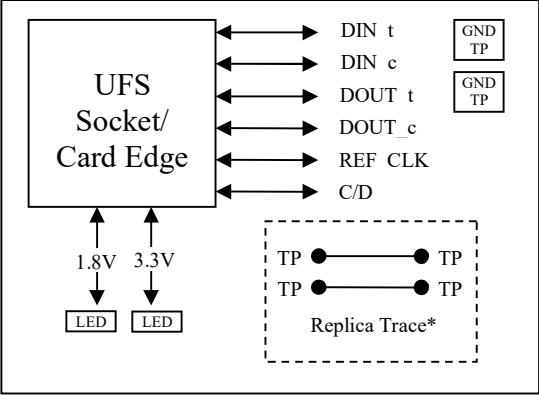 UFS
Socket/
Card Edge
DIN t
DIN c
DOUT t
DOUT_c
REF CLK
C/D
GND
TP
GND
TP
1.8V 3.3V
LED LED
TP TP
TP TP
Replica Trace*